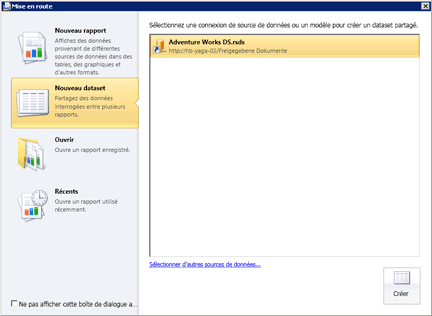 Mise en route
Nouveau rapport
Affichez des données
provenant de différentes
sources de données dans des
tables, des graphiques et
d'autres formats.
Nouveau dataset
Partagez des données
interrogées entre plusieurs
rapports.
Ouvrir
Ouvre un rapport enregistré.
Récents
Ouvre un rapport utilisé
récemment.
Ne pas afficher cette boîte de dialogue a...
Sélectionnez une connexion de source de données ou un modèle pour créer un dataset partagé.
Adventure Works DS.rsds
http://hb-yaga-02/Freigegebene Dokumente
Sélectionner d'autres sources de données...
Créer